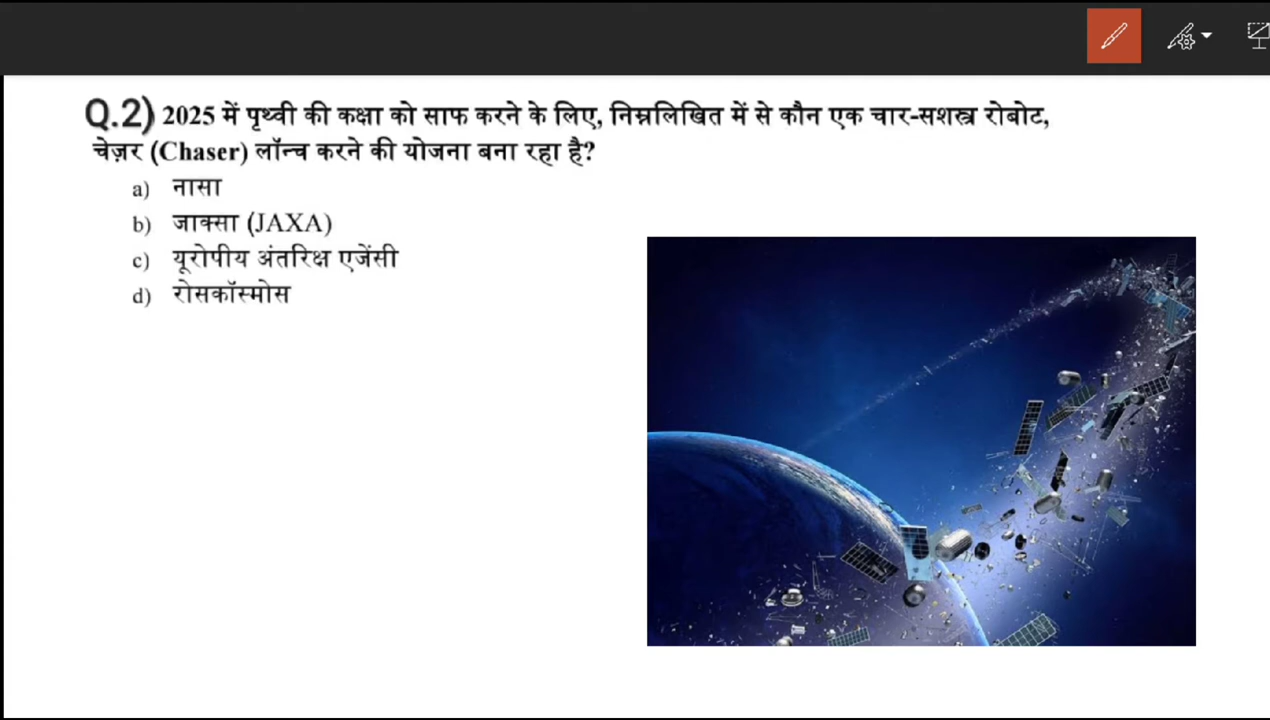 Q.2) 2025 में पृथ्वी की कक्षा को साफ करने के लिए, निम्नलिखित में से कौन एक चार-सशस्त्र रोबोट,
चेज़र (Chaser) लॉन्च करने की योजना बना रहा है?
a) नासा
b) जाक्सा (JAXA)
c) यूरोपीय अंतरिक्ष एजेंसी
d) रोसकॉस्मोस